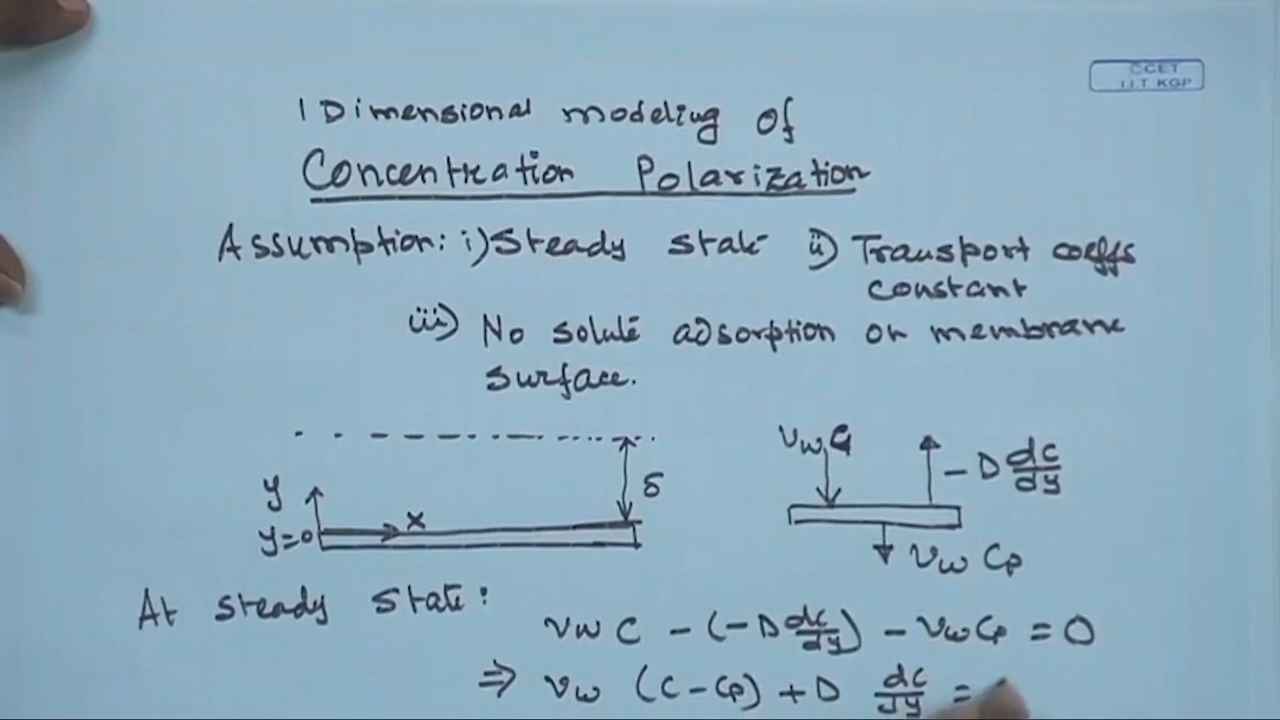 ©CET
I.I.T. KGP
1 Dimensional modeling of
Concentration Polarization
Assumption: i) Steady state ii) Transport coeffs
constant
iii) No solute adsorption on membrane
surface.
y
y=0
x
δ
vw C
- D dc/dy
vw Cp
At steady state:
vw C - (-D dc/dy) - vw Cp = 0
⇒ vw (C - Cp) + D dc/dy =